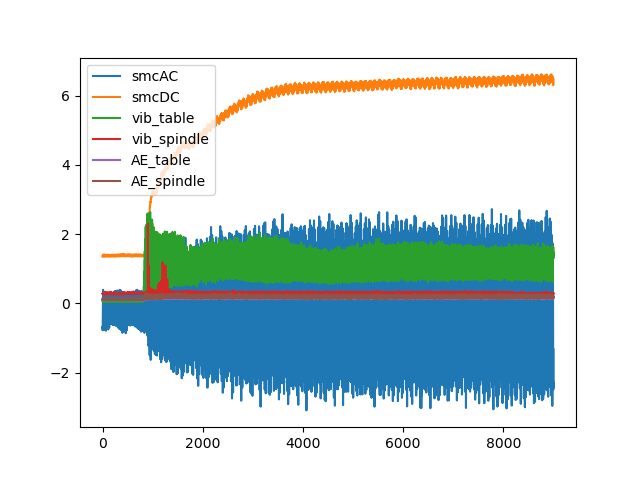 smcAC
smcDC
vib_table
vib_spindle
AE_table
AE_spindle
6
4
2
0
−2
0
2000
4000
6000
8000